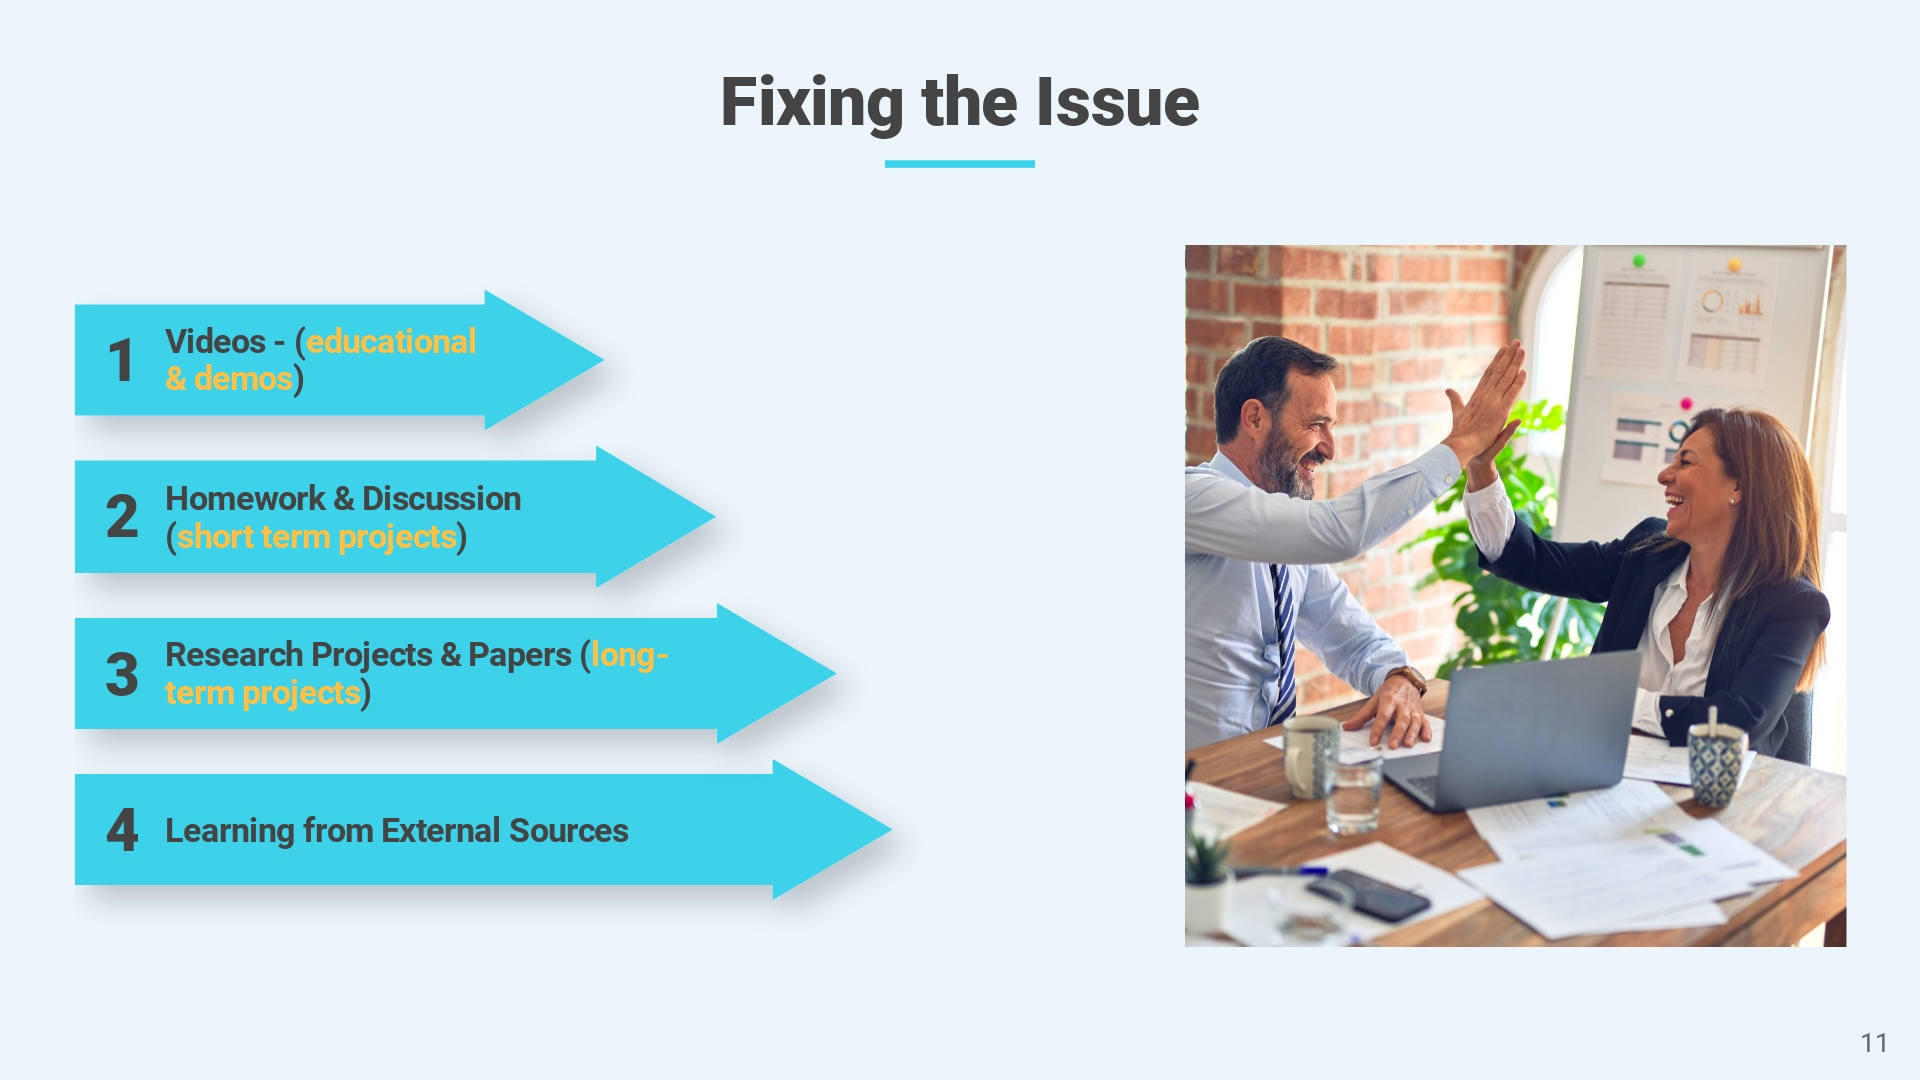 Fixing the Issue
1
Videos - (educational
& demos)
2
Homework & Discussion
(short term projects)
3
Research Projects & Papers (long-
term projects)
4
Learning from External Sources
11